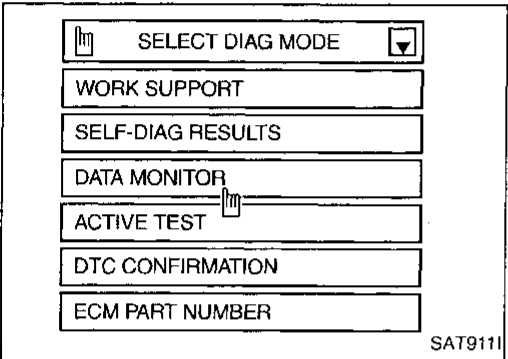 SELECT DIAG MODE
WORK SUPPORT
SELF-DIAG RESULTS
DATA MONITOR
ACTIVE TEST
DTC CONFIRMATION
ECM PART NUMBER
SAT911I